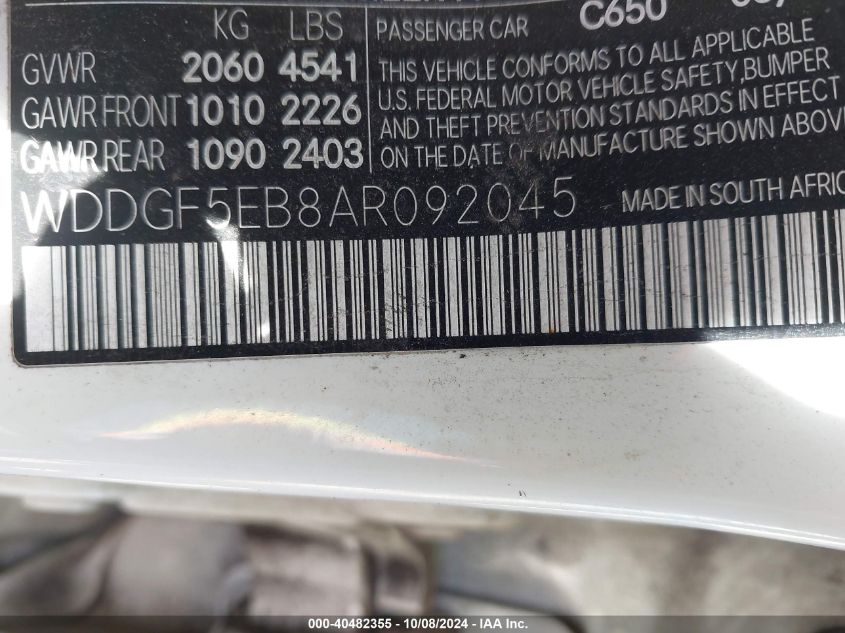 KG LBS PASSENGER CAR C650
GVWR 2060 4541 THIS VEHICLE CONFORMS TO ALL APPLICABLE
GAWR FRONT 1010 2226 U.S. FEDERAL MOTOR VEHICLE SAFETY, BUMPER
AND THEFT PREVENTION STANDARDS IN EFFECT
GAWR REAR 1090 2403 ON THE DATE OF MANUFACTURE SHOWN ABOVE
WDDGF5EB8AR092045 MADE IN SOUTH AFRIC
000-40482355 - 10/08/2024 - IAA Inc.